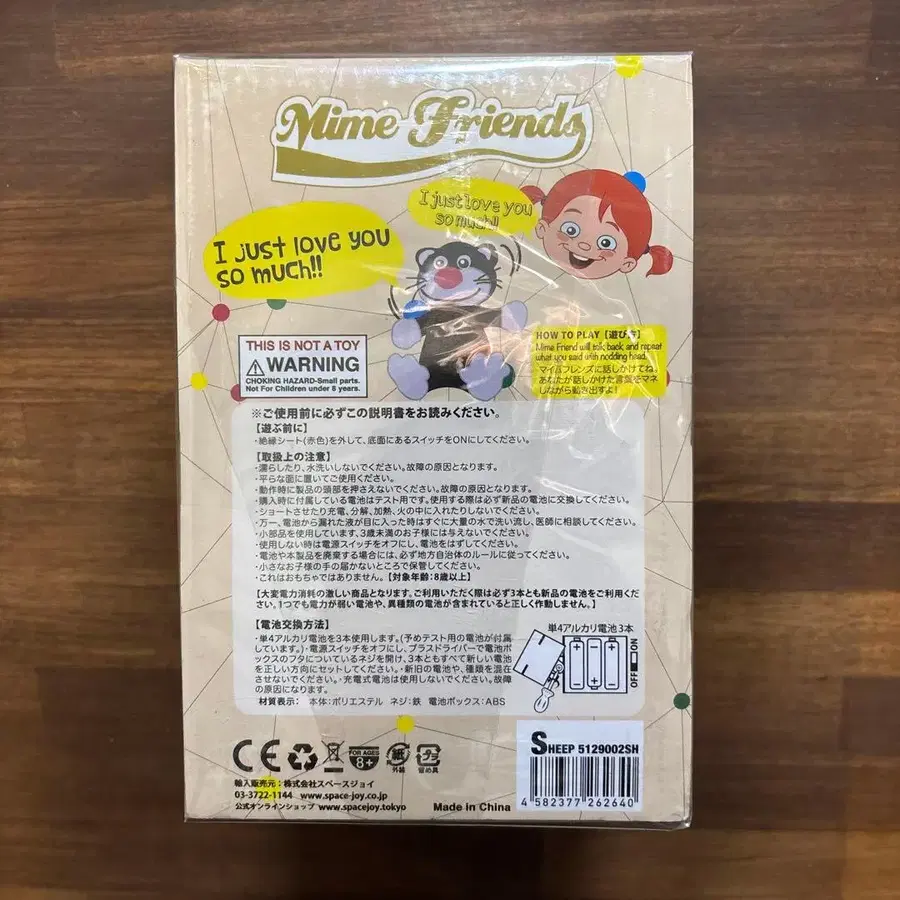 Mime Friends
I just love you
so much!!
I just love you
so much!!
THIS IS NOT A TOY
WARNING
CHOKING HAZARD-Small parts.
Not For Children under 8 years.
HOW TO PLAY【遊び方】
Mime Friend will talk back and repeat
what you said with nodding head.
マイムフレンズに話しかけてね。
あなたが話しかけた言葉をマネ
しながら動き出すよ!
※ご使用前に必ずこの説明書をお読みください。
【遊ぶ前に】
・絶縁シート(赤色)を外して、底面にあるスイッチをONにしてください。
【取扱上の注意】
・濡らしたり、水洗いしないでください。故障の原因となります。
・平らな面に置いてご使用ください。
・動作時に製品の頭部を押さえないでください。故障の原因となります。
・購入時に付属している電池はテスト用です。使用する際は必ず新品の電池に交換してください。
・ショートさせたり充電、分解、加熱、火の中に入れたりしないでください。
・万一、電池から漏れた液が目に入った時はすぐに大量の水で洗い流し、医師に相談してください。
・小部品を使用しています。3歳未満のお子様には与えないでください。
・使用しない時は電源スイッチをオフにし、電池をはずしてください。
・電池や本製品を廃棄する場合には、必ず地方自治体のルールに従ってください。
・小さなお子様の手の届かないところで保管してください。
・これはおもちゃではありません。【対象年齢:8歳以上】
【大変電力消耗の激しい商品となります。ご利用いただく際は必ず3本とも新品の電池をご利用くだ
さい。1つでも電力が弱い電池や、異種類の電池が含まれていると正しく作動しません。】
【電池交換方法】
・単4アルカリ電池を3本使用します。(予めテスト用の電池が付属
しています。)・電源スイッチをオフにし、プラスドライバーで電池ボ
ックスのフタについているネジを開け、3本ともすべて新しい電池
を正しい方向にセットしてください。・新旧の電池や、種類を混在
させないでください。・充電式電池は使用しないでください。故障
の原因になります。
材質表示: 本体:ポリエステル ネジ:鉄 電池ボックス:ABS
単4アルカリ電池3本
OFF ON
CE
FOR AGES
8+
紙
外箱
プラ
留め具
SHEEP 5129002SH
4 582377 262640
輸入販売元:株式会社スペースジョイ
03-3722-1144 www.space-joy.co.jp
公式オンラインショップ www.spacejoy.tokyo
Made in China